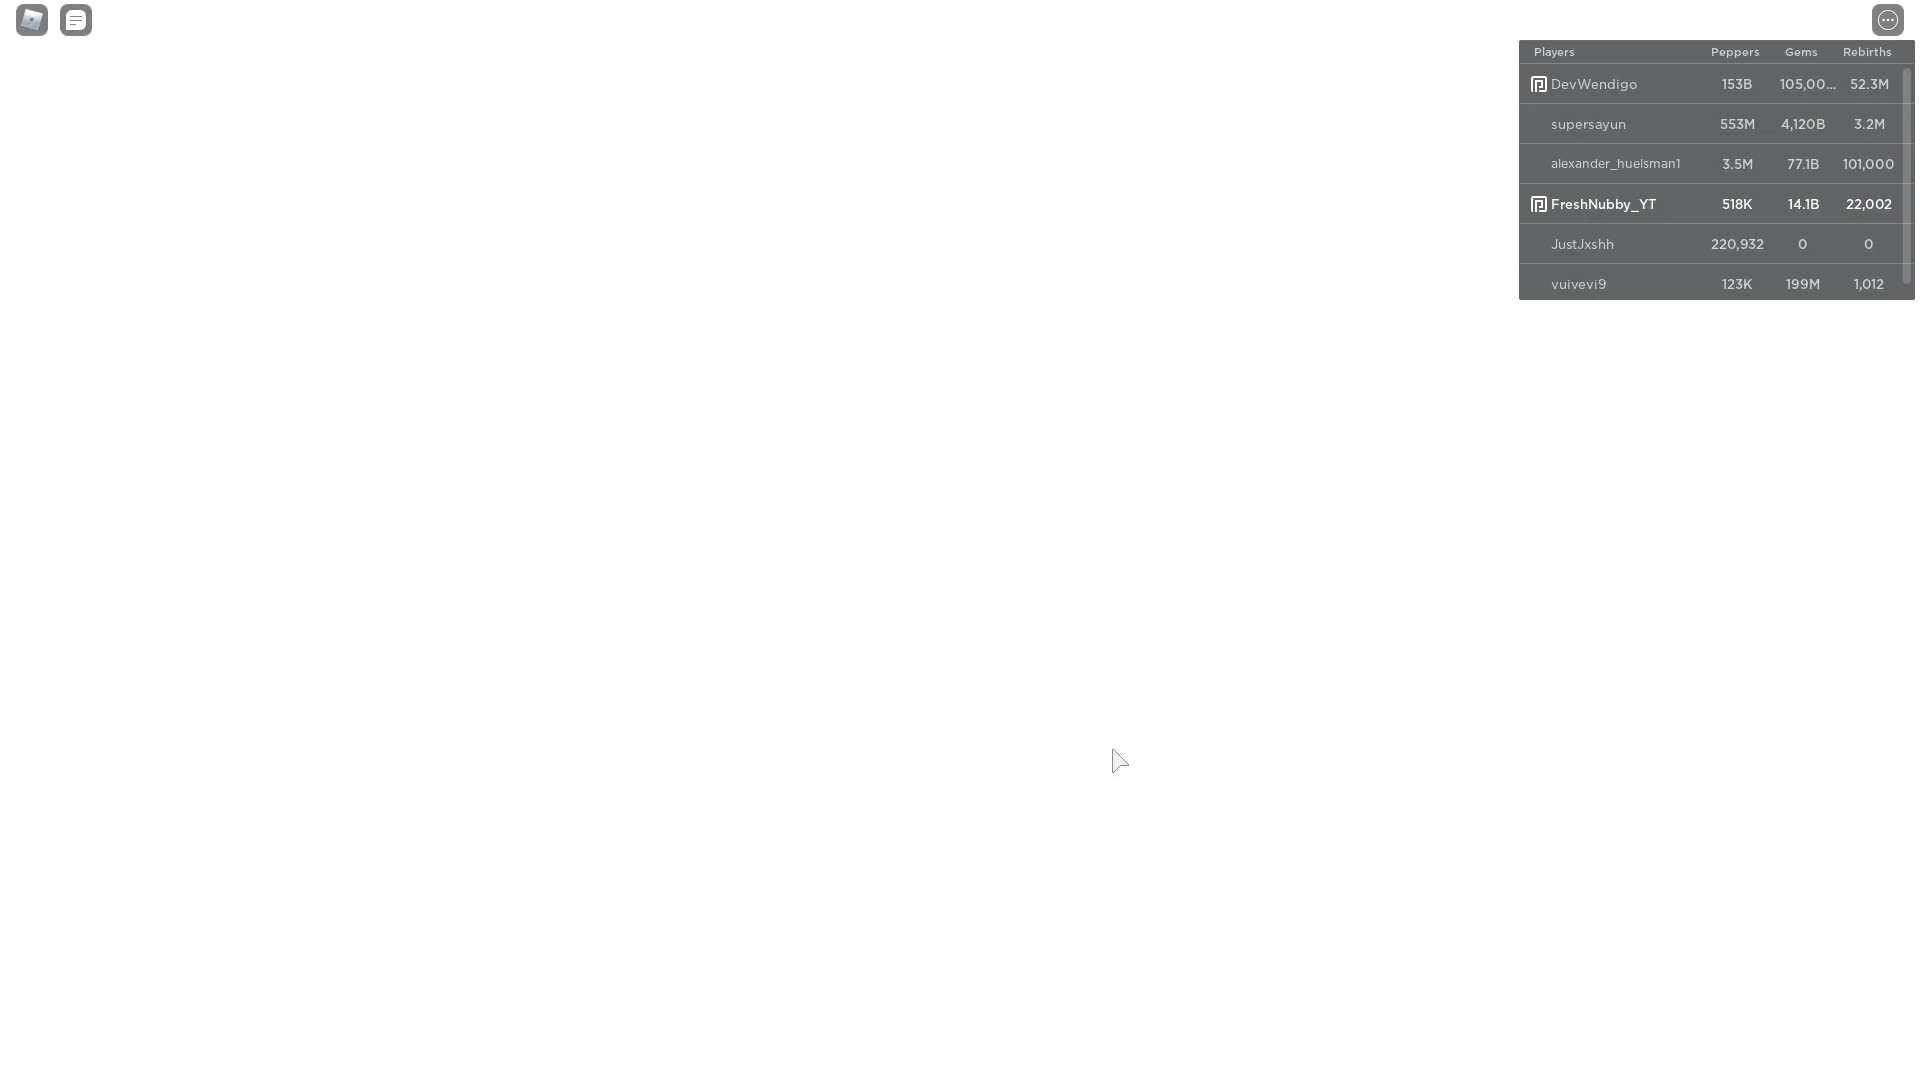 Players Peppers Gems Rebirths
DevWendigo 153B 105,00... 52.3M
supersayun 553M 4,120B 3.2M
alexander_huelsman1 3.5M 77.1B 101,000
FreshNubby_YT 518K 14.1B 22,002
JustJxshh 220,932 0 0
vuivevi9 123K 199M 1,012